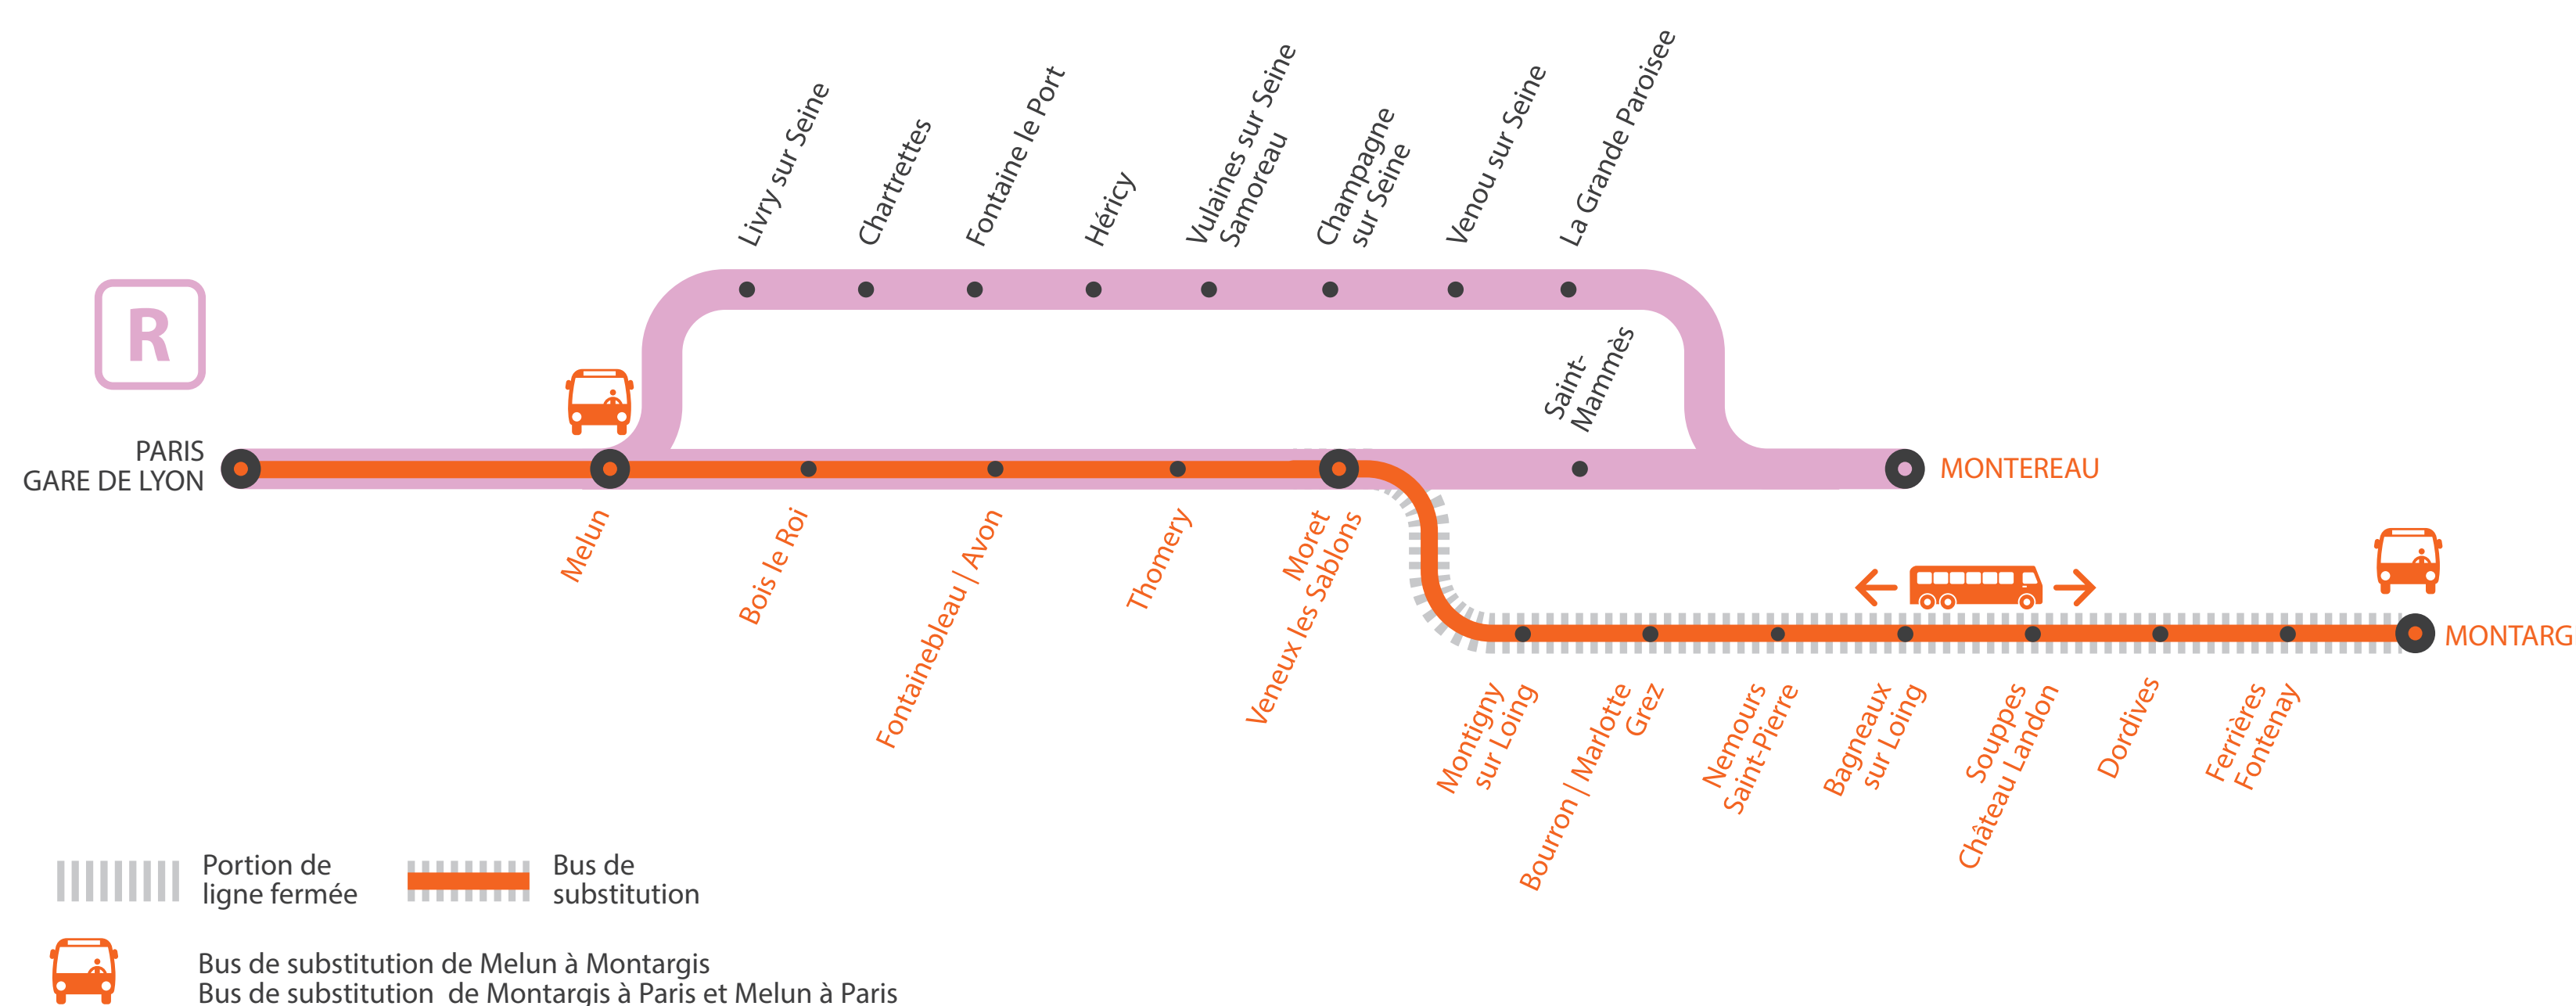 Livry sur Seine
Chartrettes
Fontaine le Port
Héricy
Vulaines sur Seine
Samoreau
Champagne
sur Seine
Venou sur Seine
La Grande Paroisee
R
Saint-
Mammès
PARIS
GARE DE LYON
MONTEREAU
Melun
Bois le Roi
Fontainebleau | Avon
Thomery
Moret
Veneux les Sablons
MONTARG
Montigny
sur Loing
Bourron | Marlotte
Grez
Nemours
Saint-Pierre
Bagneaux
sur Loing
Souppes
Château Landon
Dordives
Ferrières
Fontenay
Portion de
ligne fermée
Bus de
substitution
Bus de substitution de Melun à Montargis
Bus de substitution  de Montargis à Paris et Melun à Paris